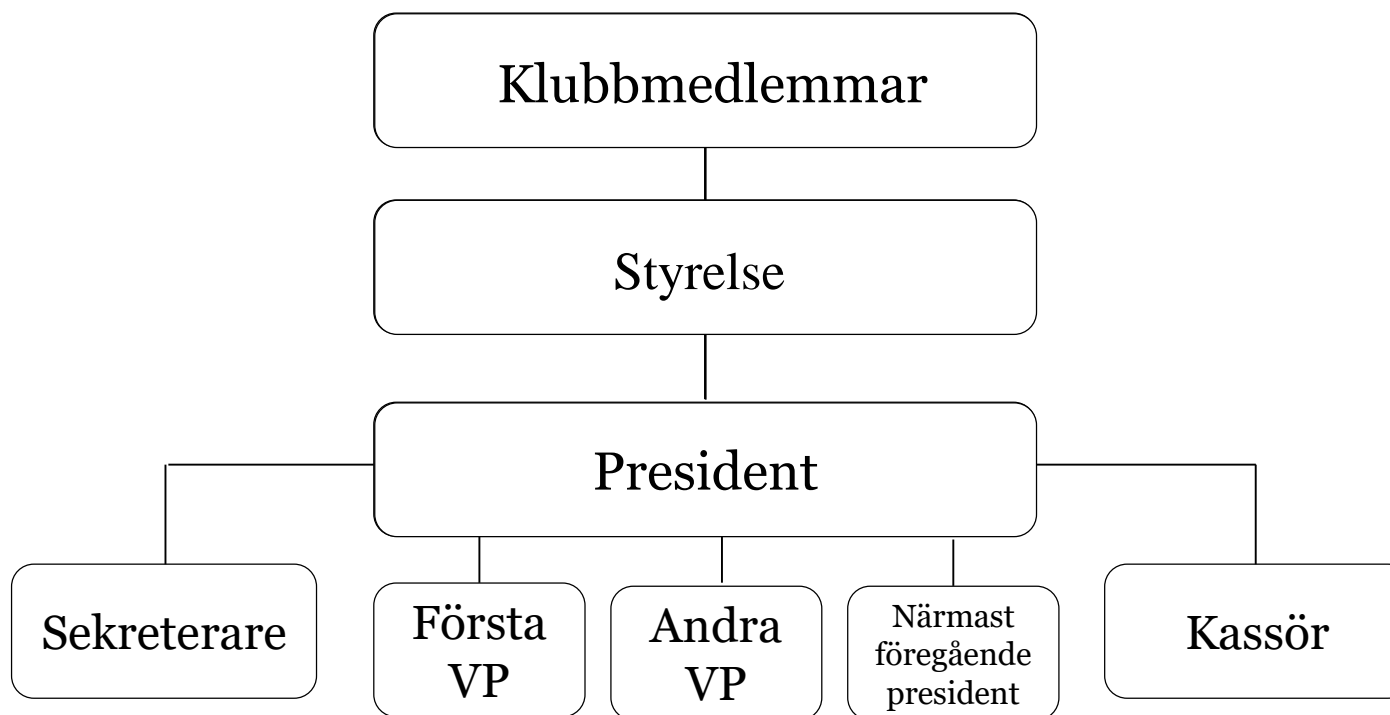 Klubbmedlemmar
Styrelse
President
Sekreterare
Första
VP
Andra
VP
Närmast
föregående
president
Kassör